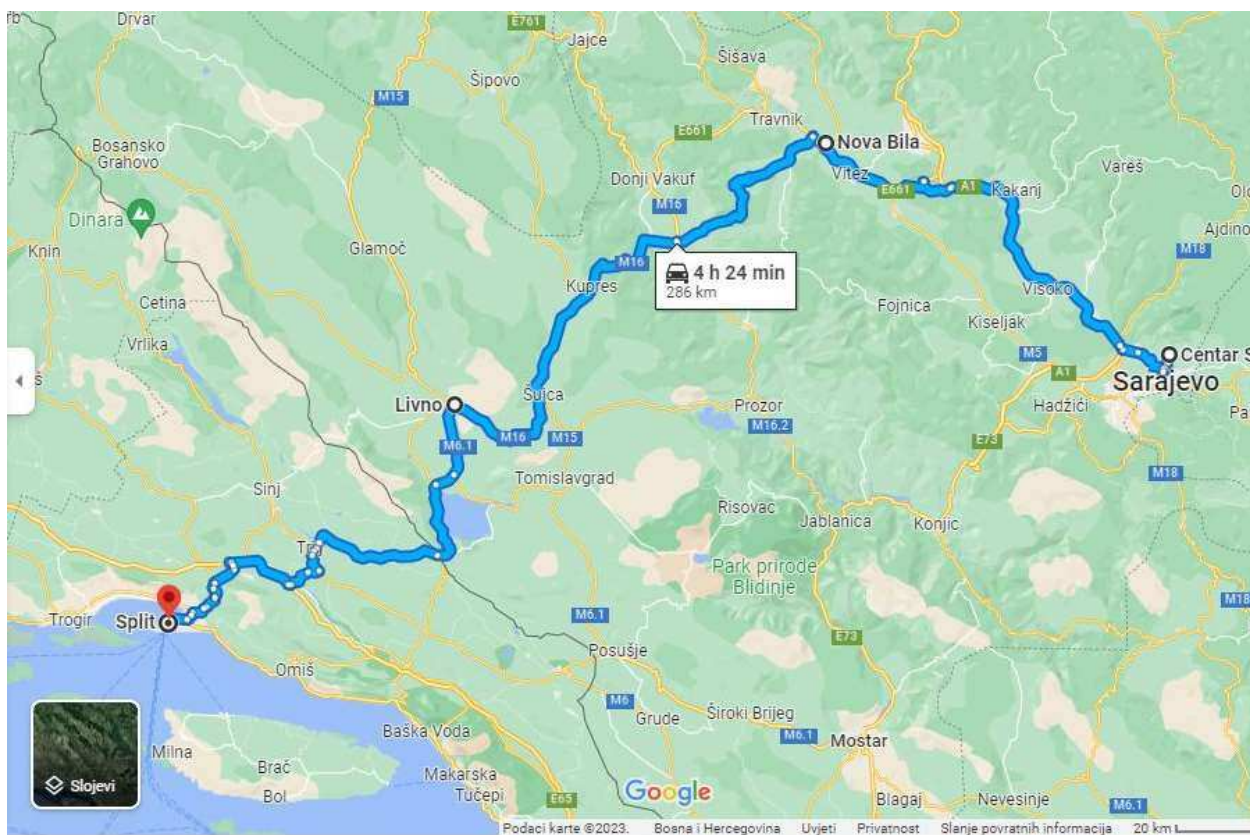 Drvar
E761
Jajce
Šišava
Šipovo
M15
Travnik
Nova Bila
E661
Bosansko
Grahovo
Vitez
Vareš
Donji Vakuf
E661
A1
Kakanj
M16
Dinara
Ajdino
Knin
Glamoč
M18
M16
4 h 24 min
286 km
Kupres
Visoko
Cetina
Fojnica
Kiseljak
Vrlika
M5
Centar S
A1
Sarajevo
Livno
Šujica
Prozor
Hadžići
M6.1
M16
M15
M16.2
E73
M18
Sinj
Tomislavgrad
Risovac
Jablanica
Konjic
Trilj
Park prirode
Blidinje
M18
Trogir
Split
M6.1
E73
Posušje
Omiš
M6
Grude
Široki Brijeg
M6.1
Baška Voda
Mostar
Milna
Brač
Slojevi
Bol
Makarska
Tučepi
E65
Google
Blagaj
Nevesinje
M6.1
Podaci karte ©2023.
Bosna i Hercegovina
Uvjeti
Privatnost
Slanje povratnih informacija
20 km